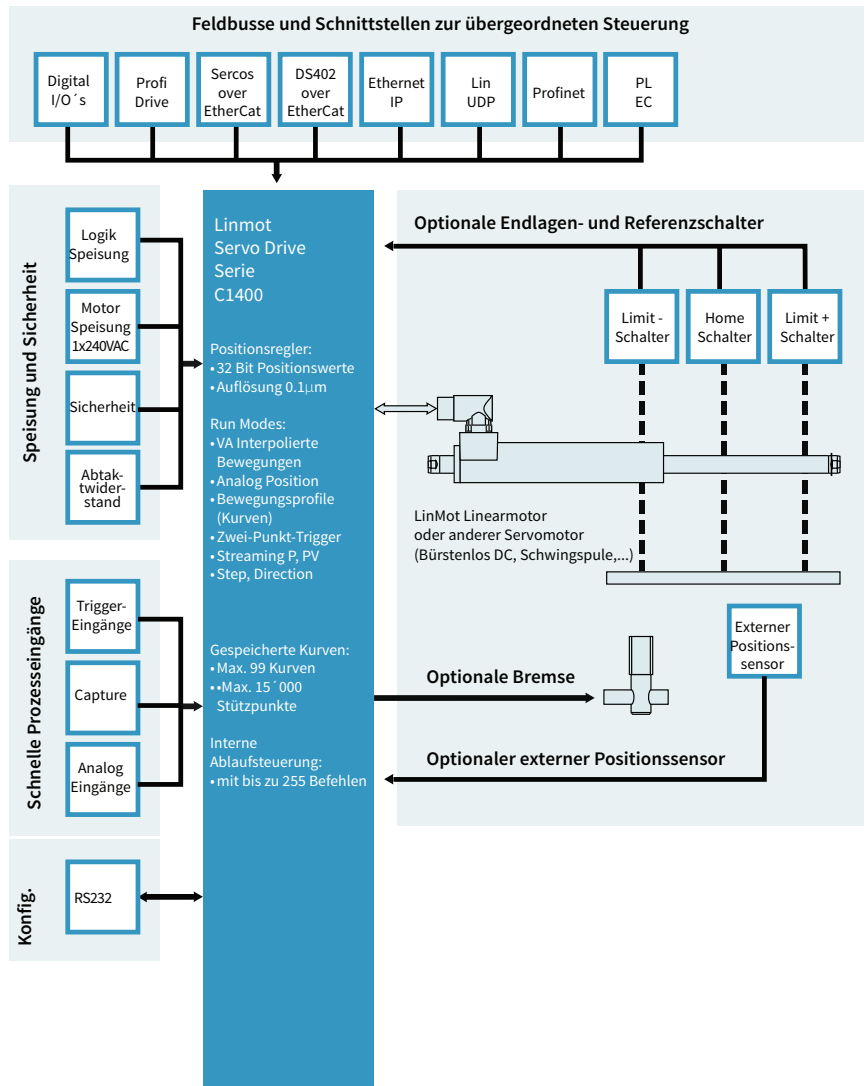 Feldbusse und Schnittstellen zur übergeordneten Steuerung
Digital
I/O´s
Profi
Drive
Sercos
over
EtherCat
DS402
over
EtherCat
Ethernet
IP
Lin
UDP
Profinet
PL
EC
Speisung und Sicherheit
Logik
Speisung
Motor
Speisung
1x240VAC
Sicherheit
Abtak-
twider-
stand
Schnelle Prozesseingänge
Trigger-
Eingänge
Capture
Analog
Eingänge
Konfig.
RS232
Linmot
Servo Drive
Serie
C1400
Positionsregler:
• 32 Bit Positionswerte
• Auflösung 0.1µm
Run Modes:
• VA Interpolierte
Bewegungen
• Analog Position
• Bewegungsprofile
(Kurven)
• Zwei-Punkt-Trigger
• Streaming P, PV
• Step, Direction
Gespeicherte Kurven:
• Max. 99 Kurven
••Max. 15´000
Stützpunkte
Interne
Ablaufsteuerung:
• mit bis zu 255 Befehlen
Optionale Endlagen- und Referenzschalter
Limit -
Schalter
Home
Schalter
Limit +
Schalter
LinMot Linearmotor
oder anderer Servomotor
(Bürstenlos DC, Schwingspule,...)
Externer
Positions-
sensor
Optionale Bremse
Optionaler externer Positionssensor